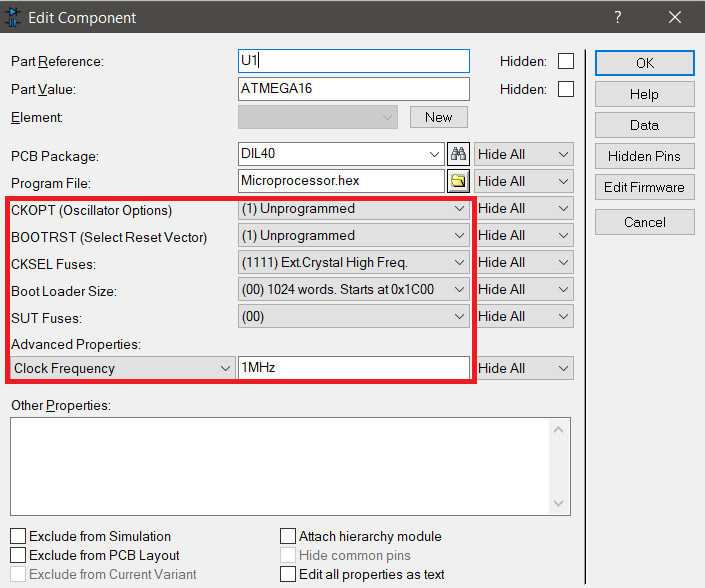 Edit Component ? ×
Part Reference: U1 Hidden:
Part Value: ATMEGA16 Hidden:
Element: New
PCB Package: DIL40 Hide All
Program File: Microprocessor.hex Hide All
CKOPT (Oscillator Options) (1) Unprogrammed Hide All
BOOTRST (Select Reset Vector) (1) Unprogrammed Hide All
CKSEL Fuses: (1111) Ext.Crystal High Freq. Hide All
Boot Loader Size: (00) 1024 words. Starts at 0x1C00 Hide All
SUT Fuses: (00) Hide All
Advanced Properties:
Clock Frequency 1MHz Hide All
Other Properties:
Exclude from Simulation
Exclude from PCB Layout
Exclude from Current Variant
Attach hierarchy module
Hide common pins
Edit all properties as text
OK
Help
Data
Hidden Pins
Edit Firmware
Cancel